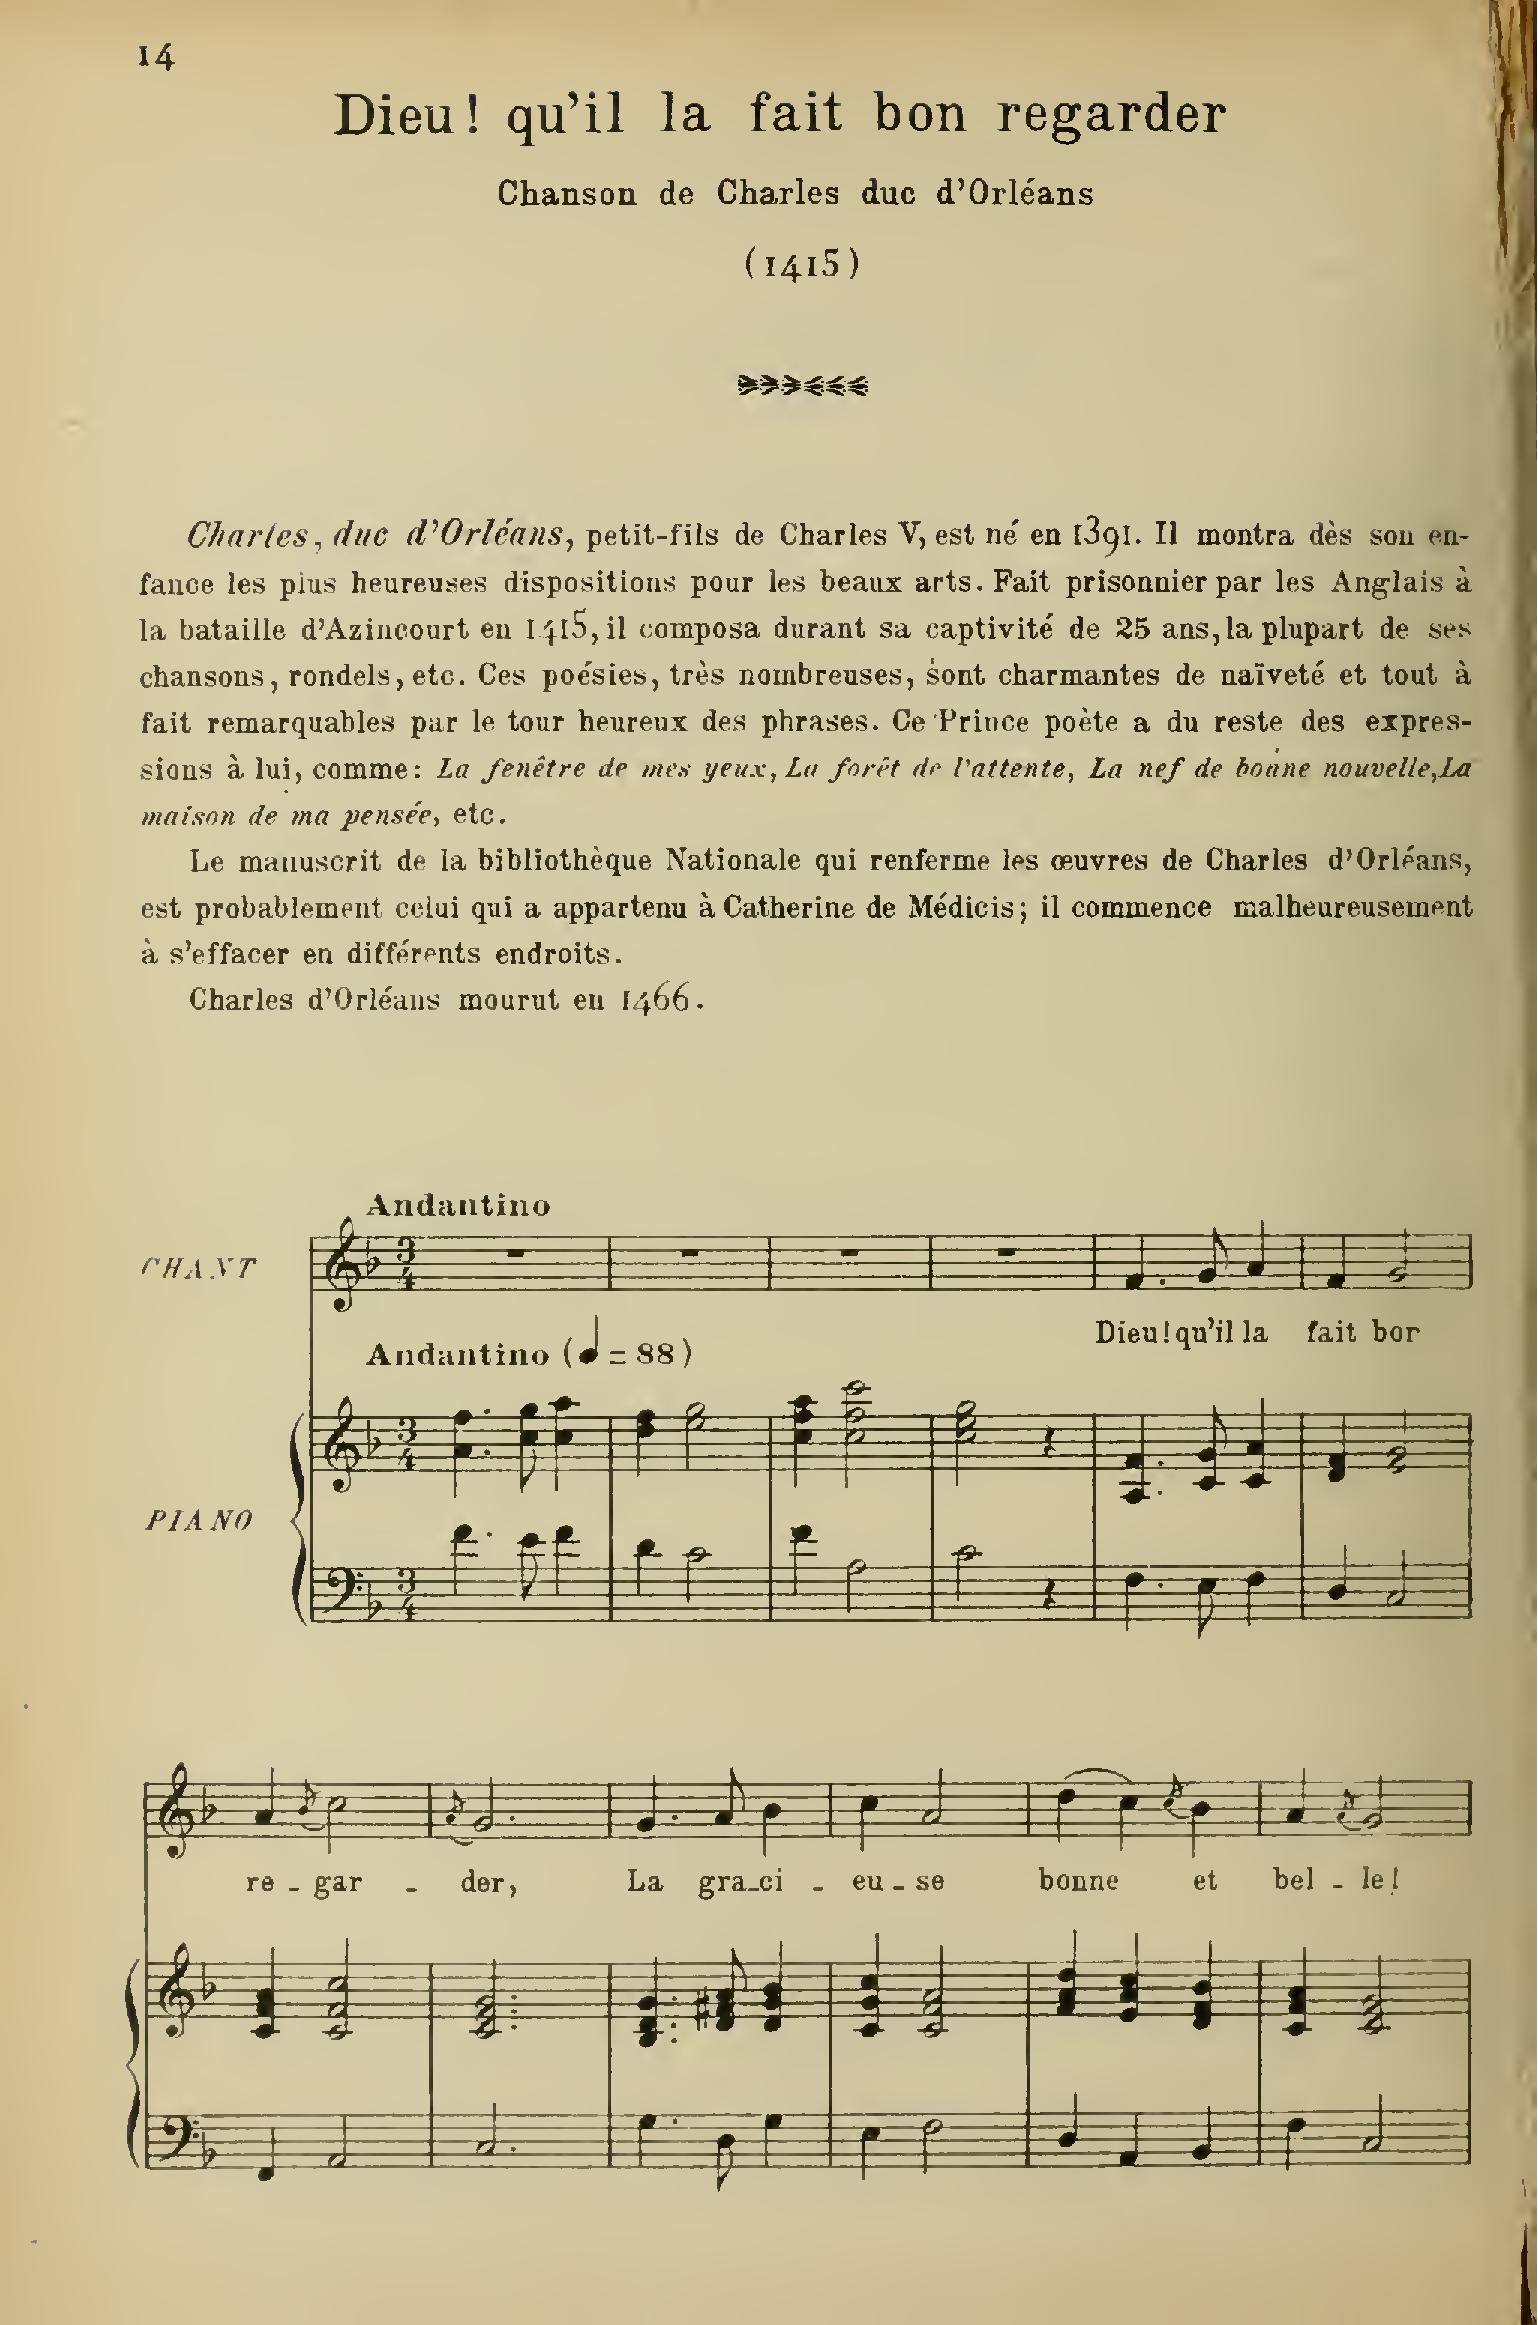 14
Dieu! qu'il la fait bon regarder
Chanson de Charles duc d'Orléans
(1415)
Charles, duc d'Orléans, petit-fils de Charles V, est né en 1391. Il montra dès son en-
fance les plus heureuses dispositions pour les beaux arts. Fait prisonnier par les Anglais à
la bataille d'Azincourt en 1415, il composa durant sa captivité de 25 ans, la plupart de ses
chansons, rondels, etc. Ces poésies, très nombreuses, sont charmantes de naïveté et tout à
fait remarquables par le tour heureux des phrases. Ce Prince poète a du reste des expres-
sions à lui, comme: La fenêtre de mes yeux, La forêt de l'attente, La nef de bonne nouvelle, La
maison de ma pensée, etc.
Le manuscrit de la bibliothèque Nationale qui renferme les œuvres de Charles d'Orléans,
est probablement celui qui a appartenu à Catherine de Médicis; il commence malheureusement
à s'effacer en différents endroits.
Charles d'Orléans mourut en 1466.
Andantino
CHANT
Dieu! qu'il la fait bon
Andantino (♩ = 88)
PIANO
re - gar - der, La gra-ci - eu - se bonne et bel - le!